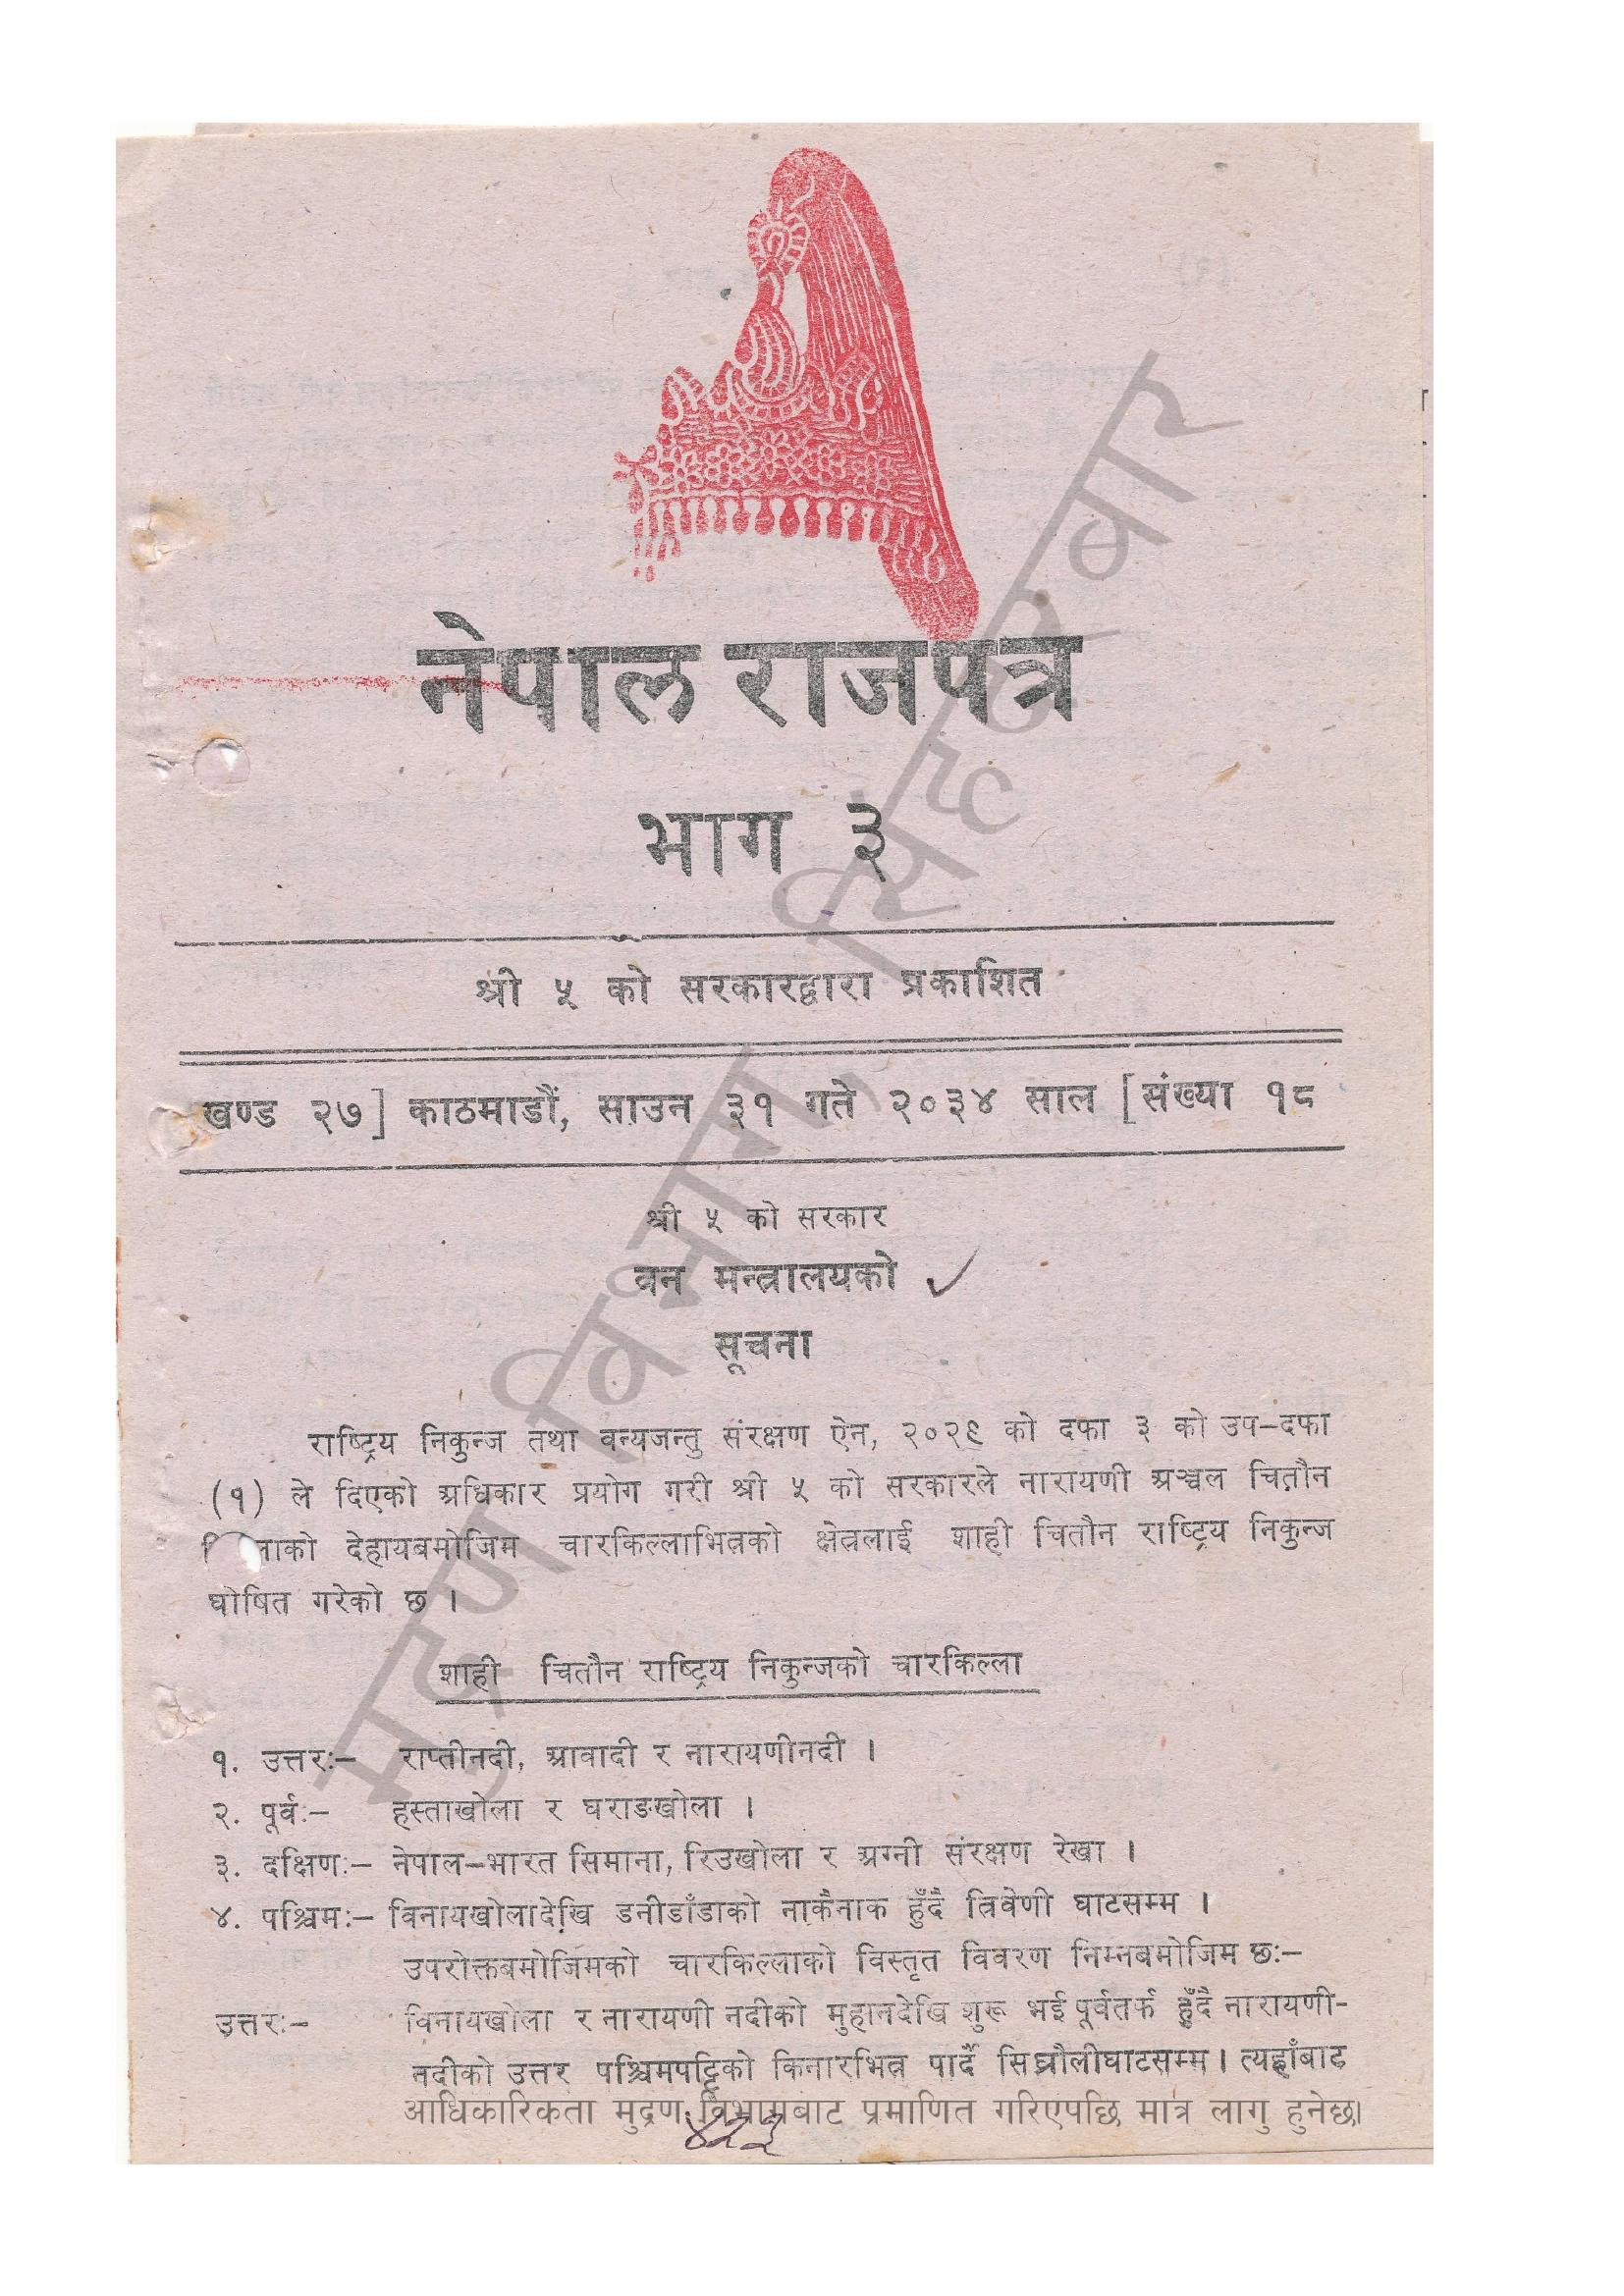 नेपाल राजपत्र
भाग ३
श्री ५ को सरकारद्वारा प्रकाशित
खण्ड २७] काठमाडौं, साउन ३१ गते २०३४ साल [संख्या १८
श्री ५ को सरकार
वन मन्त्रालयको
सूचना
राष्ट्रिय निकुन्ज तथा वन्यजन्तु संरक्षण ऐन, २०२९ को दफा ३ को उप–दफा
(१) ले दिएको अधिकार प्रयोग गरी श्री ५ को सरकारले नारायणी अञ्चल चितौन
देहायबमोजिम चारकिल्लाभित्रको क्षेत्रलाई शाही चितौन राष्ट्रिय निकुन्ज
घोषित गरेको छ ।
शाही चितौन राष्ट्रिय निकुन्जको चारकिल्ला
१. उत्तरः– राप्तीनदी, आवादी र नारायणीनदी ।
२. पूर्वः– हस्ताखोला र घराङखोला ।
३. दक्षिणः– नेपाल–भारत सिमाना, रिउखोला र अग्नी संरक्षण रेखा ।
४. पश्चिमः– विनायखोलादेखि डनीडाँडाको नाकैनाक हुँदै त्रिवेणी घाटसम्म ।
उपरोक्तबमोजिमको चारकिल्लाको विस्तृत विवरण निम्नबमोजिम छः–
उत्तरः– विनायखोला र नारायणी नदीको मुहानदेखि शुरू भई पूर्वतर्फ हुँदै नारायणी-
नदीको उत्तर पश्चिमपट्टिको किनारभित्र पार्दै सिघ्रौलीघाटसम्म । त्यहाँबाट
आधिकारिकता मुद्रण विभागबाट प्रमाणित गरिएपछि मात्र लागु हुनेछ।
४२३
मुद्रण विभाग, सिंहदरबार